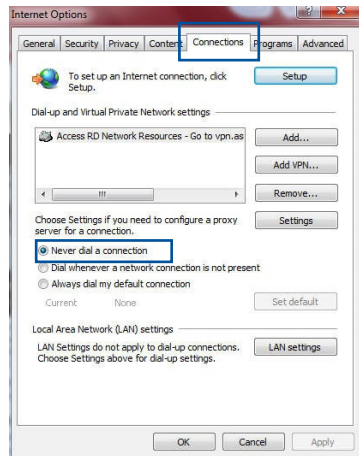 Internet Options
General Security Privacy Content Connections Programs Advanced
To set up an Internet connection, click
Setup.
Setup
Dial-up and Virtual Private Network settings
Access RD Network Resources - Go to vpn.as
Add...
Add VPN...
Remove...
Choose Settings if you need to configure a proxy
server for a connection.
Settings
Never dial a connection
Dial whenever a network connection is not present
Always dial my default connection
Current None
Set default
Local Area Network (LAN) settings
LAN Settings do not apply to dial-up connections.
Choose Settings above for dial-up settings.
LAN settings
OK Cancel Apply